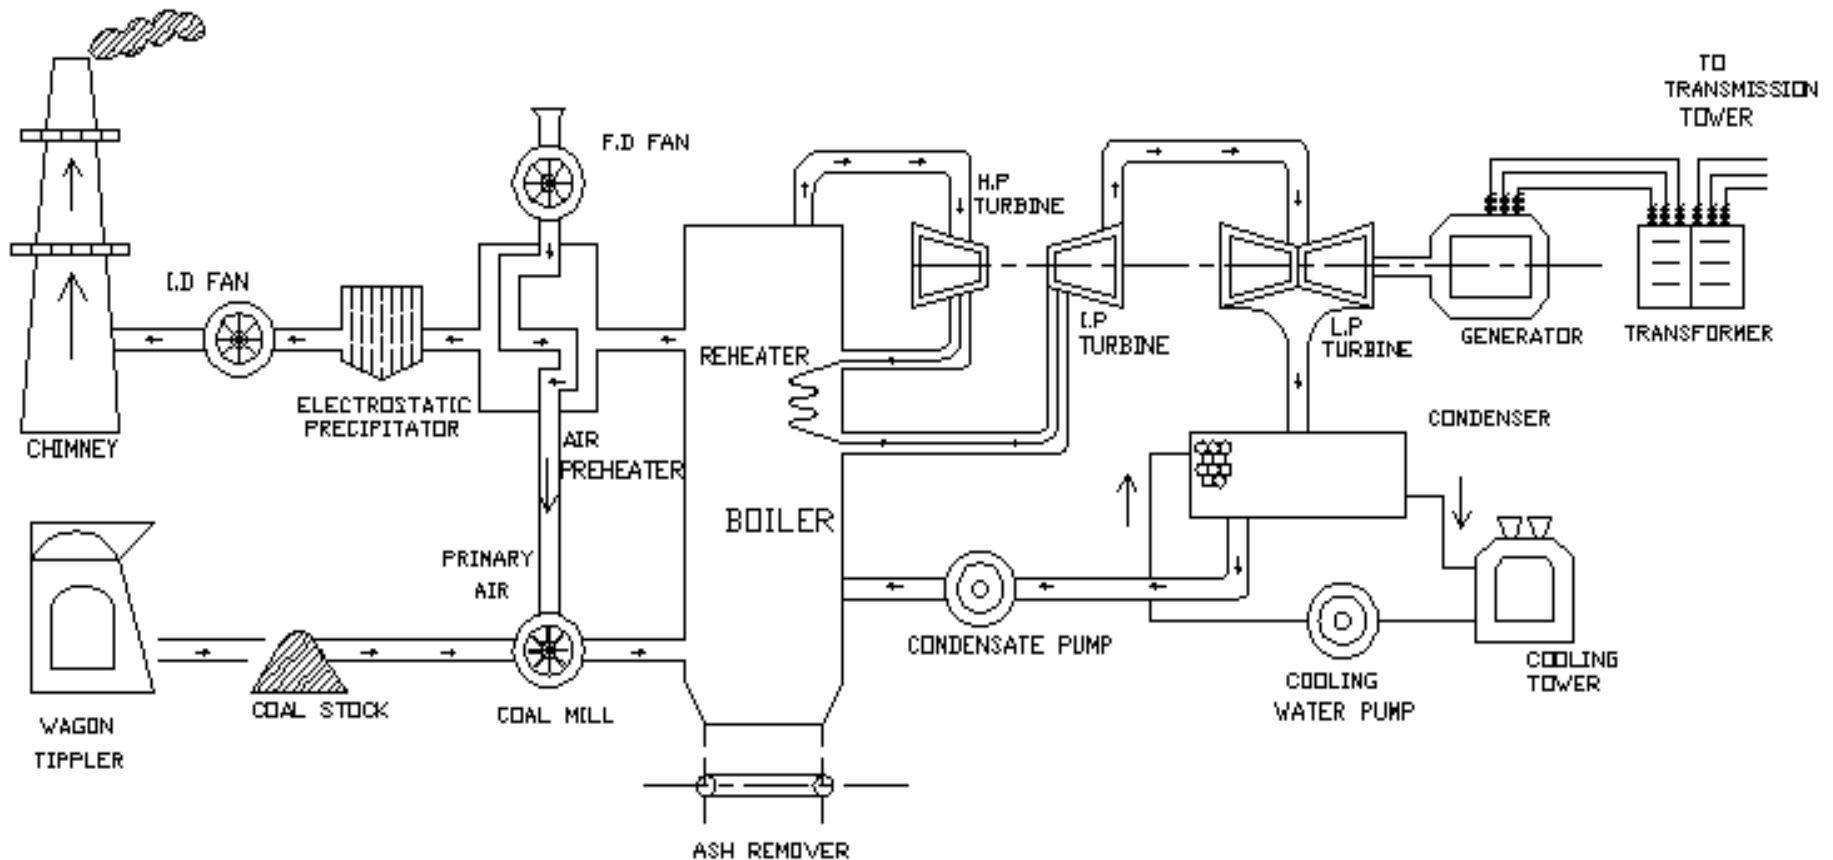 TO
TRANSMISSION
TOWER
F.D FAN
H.P
TURBINE
I.D FAN
I.P
TURBINE
L.P
TURBINE
GENERATOR
TRANSFORMER
REHEATER
ELECTROSTATIC
PRECIPITATOR
CHIMNEY
AIR
PREHEATER
CONDENSER
BOILER
PRINARY
AIR
CONDENSATE PUMP
COOLING
TOWER
COOLING
WATER PUMP
COAL STOCK
COAL MILL
WAGON
TIPPLER
ASH REMOVER